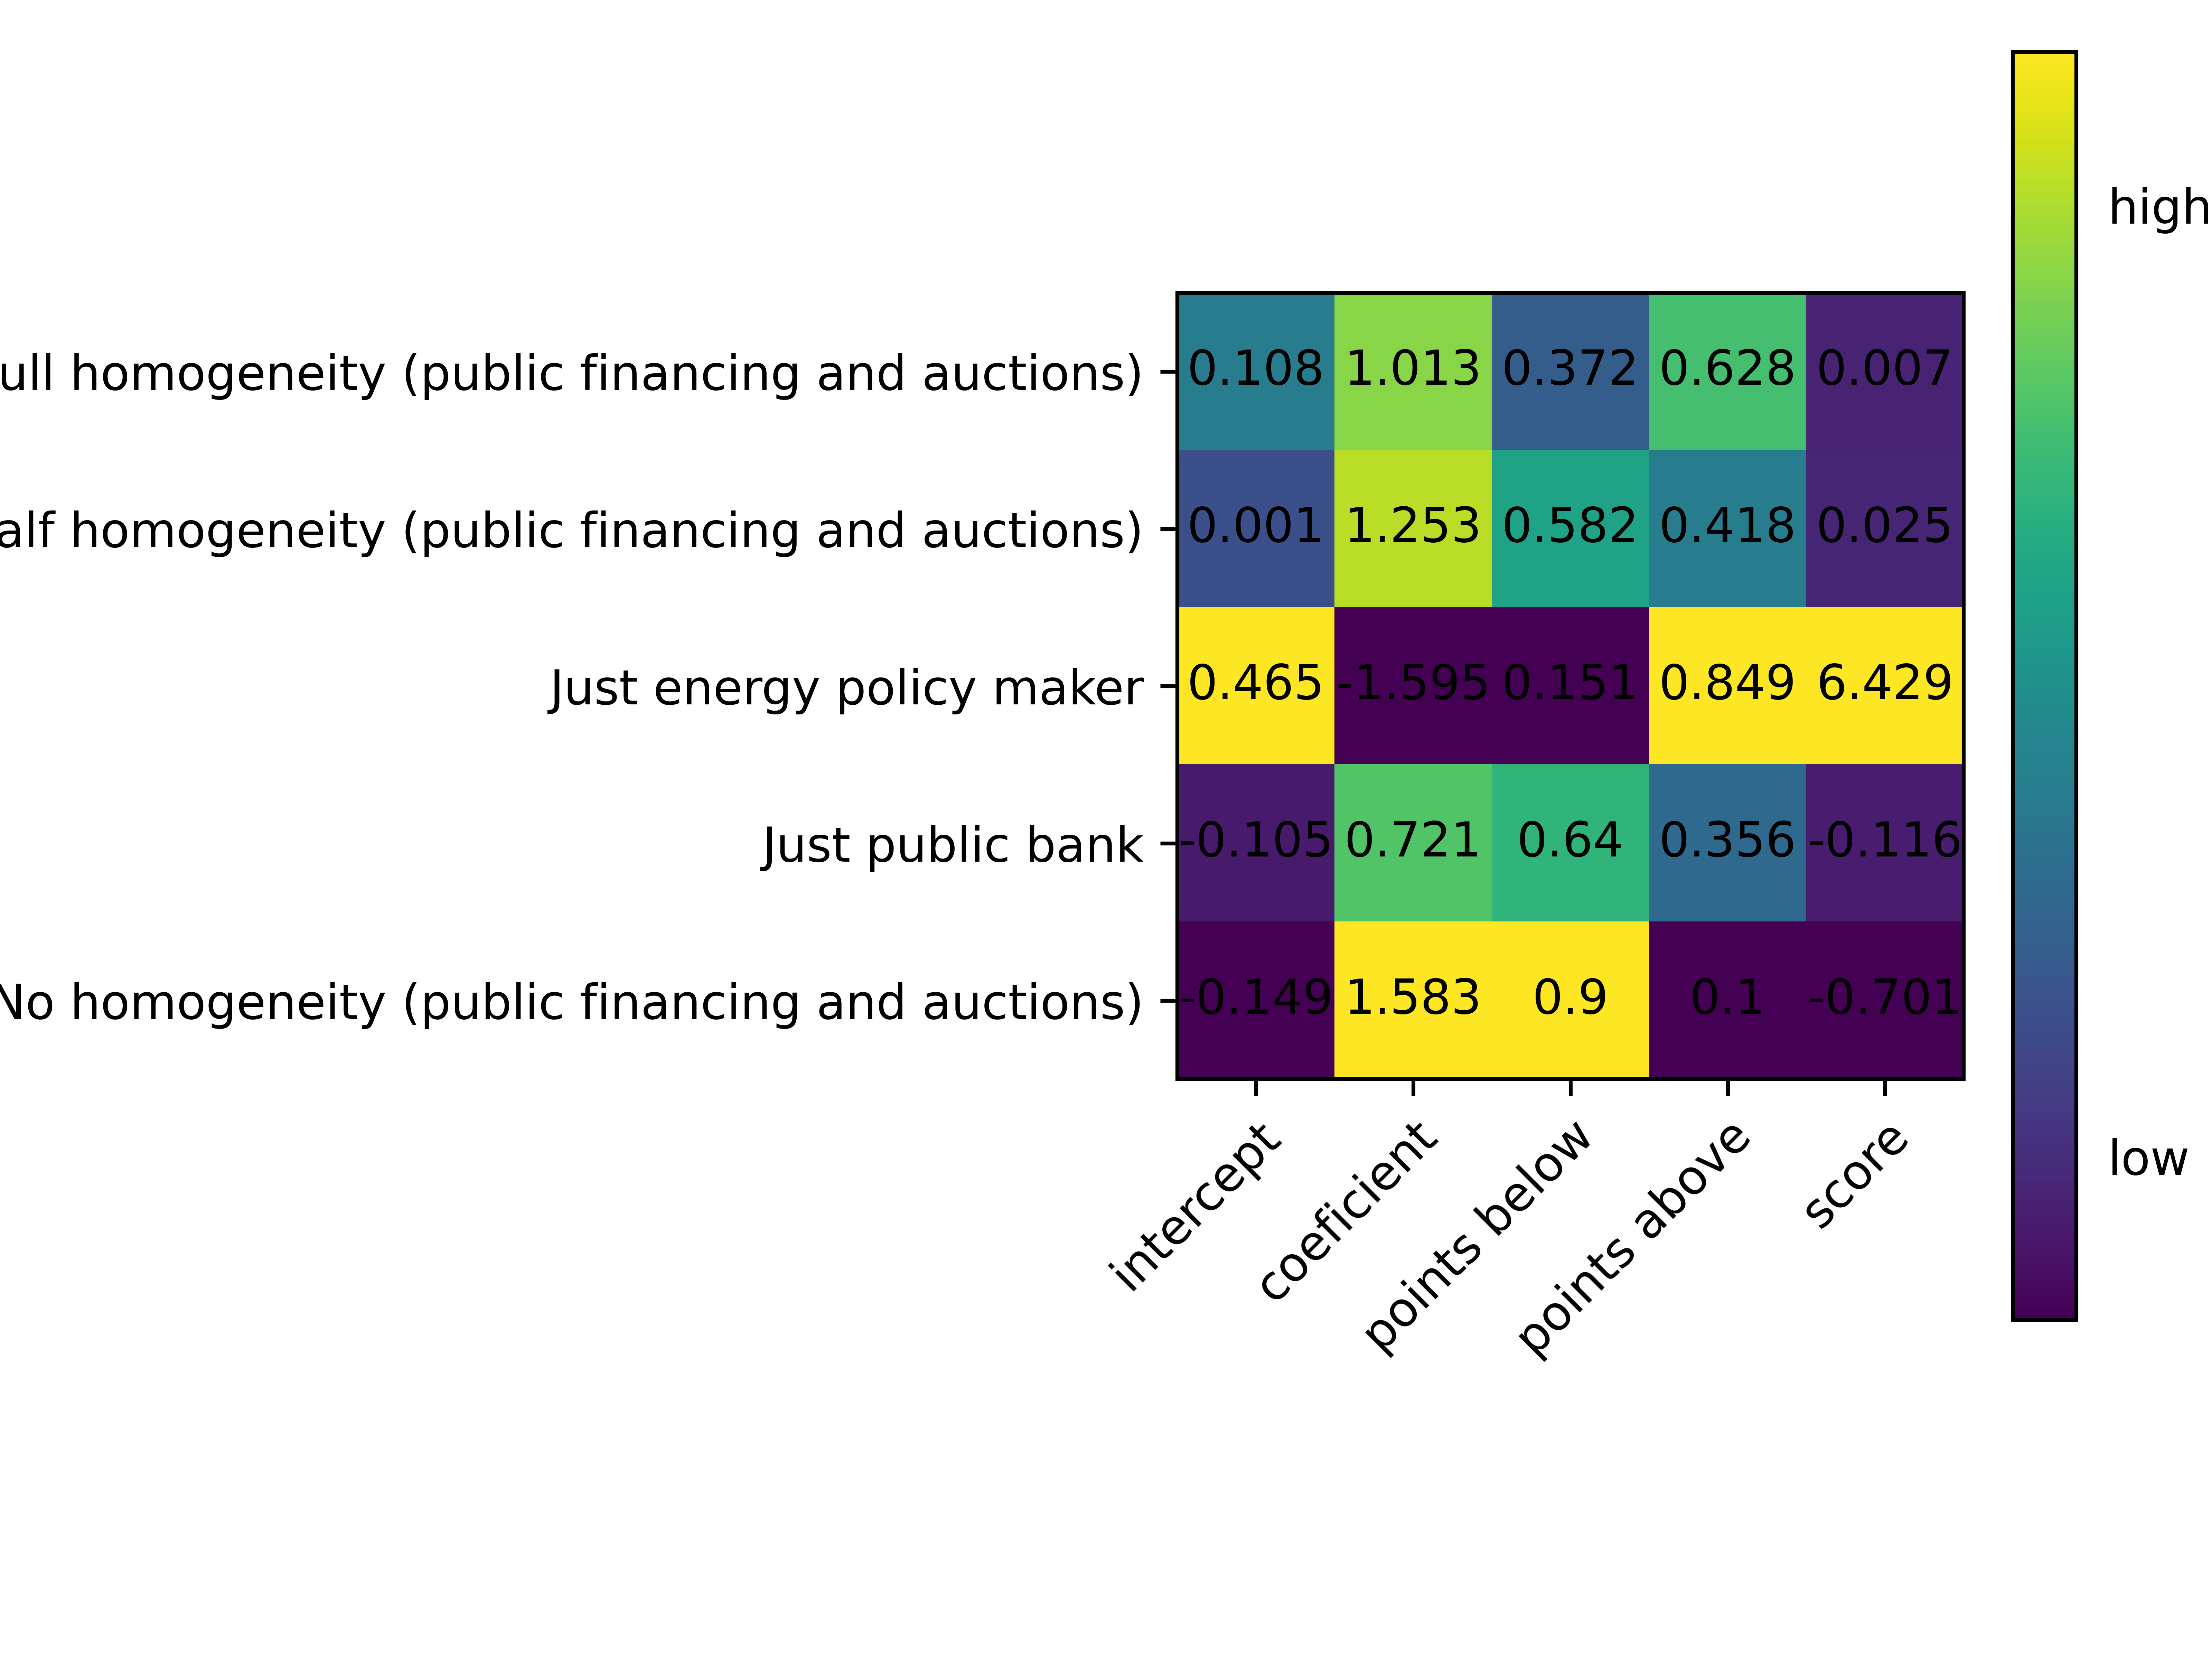 high
ull homogeneity (public financing and auctions) 0.108 1.013 0.372 0.628 0.007
alf homogeneity (public financing and auctions) 0.001 1.253 0.582 0.418 0.025
Just energy policy maker 0.465 -1.595 0.151 0.849 6.429
Just public bank -0.105 0.721 0.64 0.356 -0.116
No homogeneity (public financing and auctions) -0.149 1.583 0.9 0.1 -0.701
low
intercept coeficient points below points above score